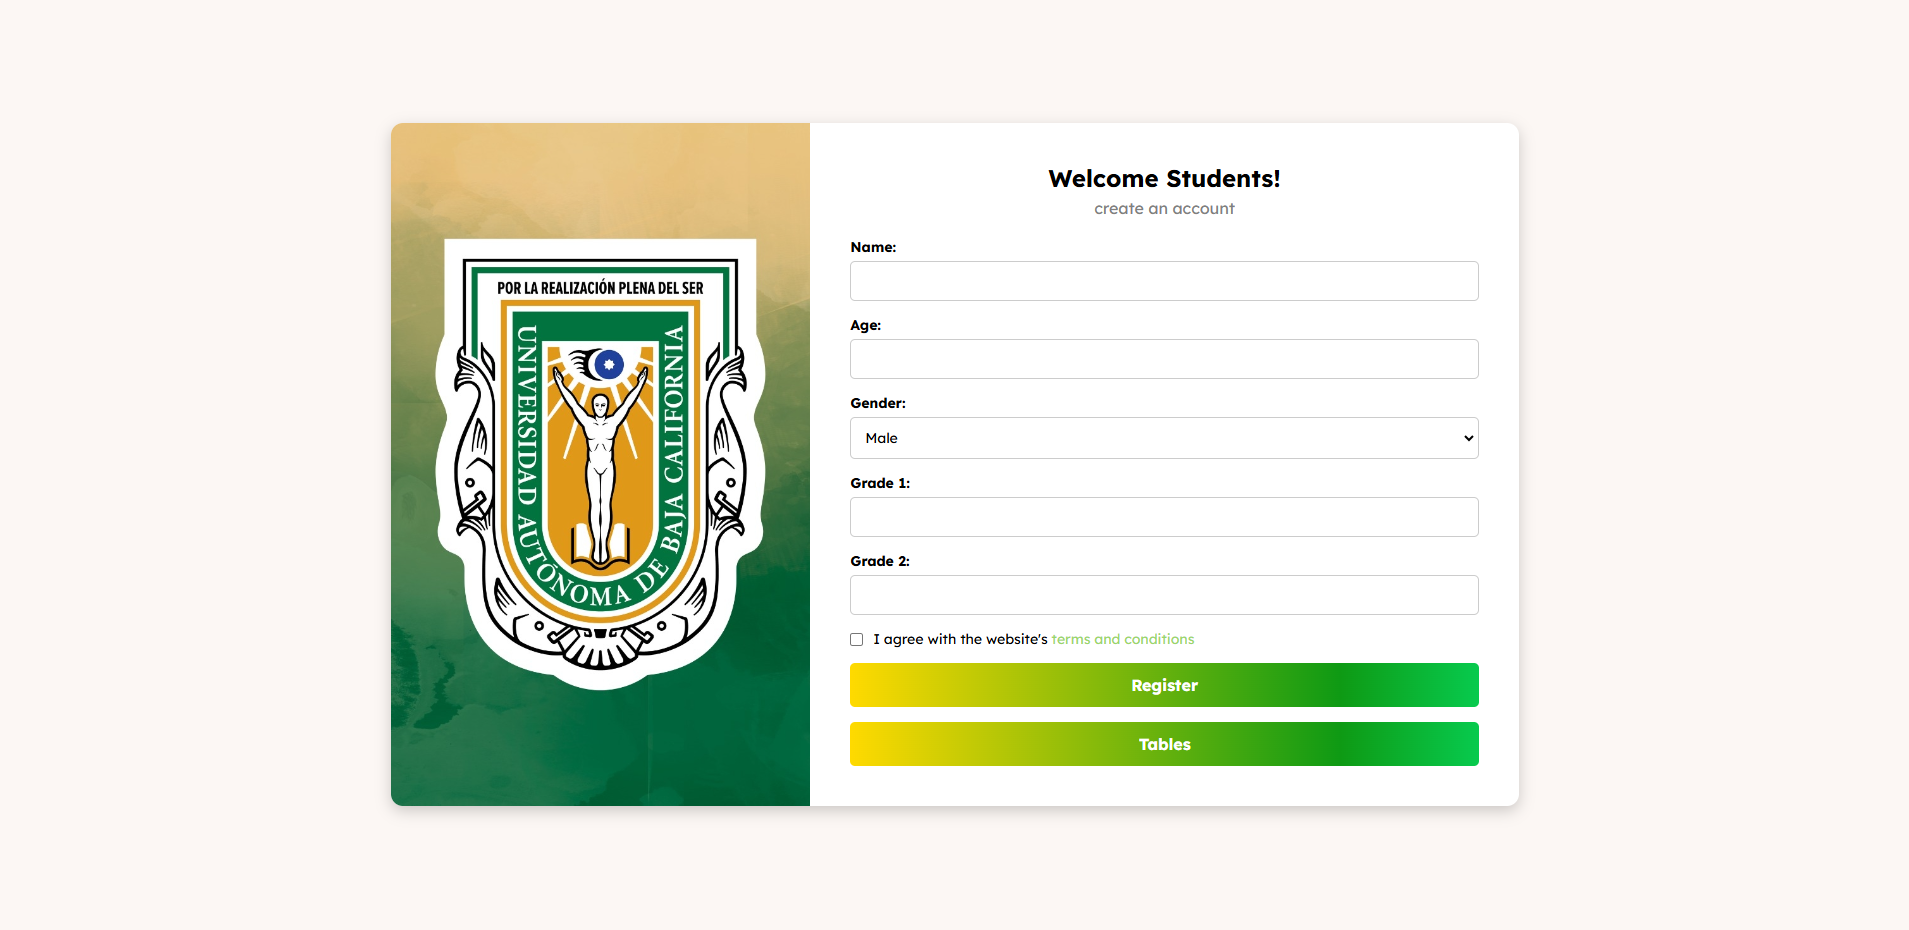 POR LA REALIZACIÓN PLENA DEL SER
UNIVERSIDAD AUTÓNOMA DE BAJA CALIFORNIA
Welcome Students!
create an account
Name:
Age:
Gender:
Male
Grade 1:
Grade 2:
I agree with the website's terms and conditions
Register
Tables